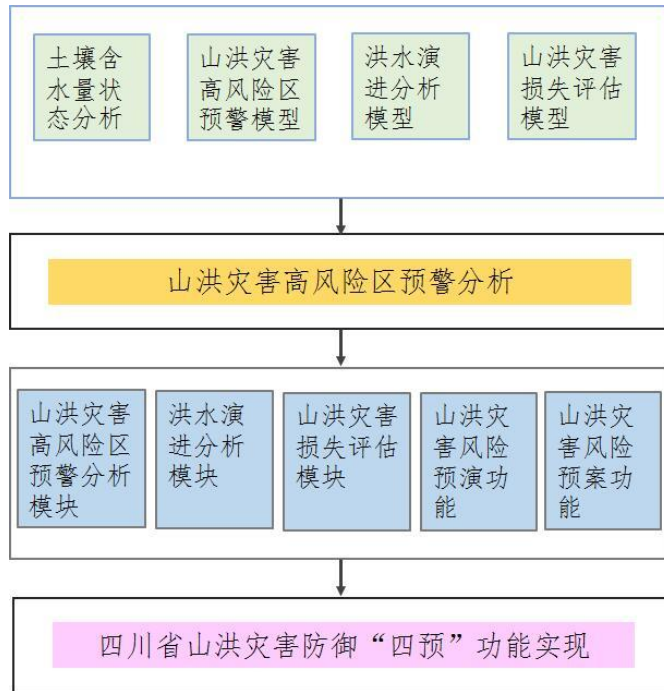 土壤含
水量状
态分析
山洪灾害
高风险区
预警模型
洪水演
进分析
模型
山洪灾害
损失评估
模型
山洪灾害高风险区预警分析
山洪灾害
高风险区
预警分析
模块
洪水演
进分析
模块
山洪灾害
损失评估
模块
山洪灾
害风险
预演功
能
山洪灾
害风险
预案功
能
四川省山洪灾害防御“四预”功能实现